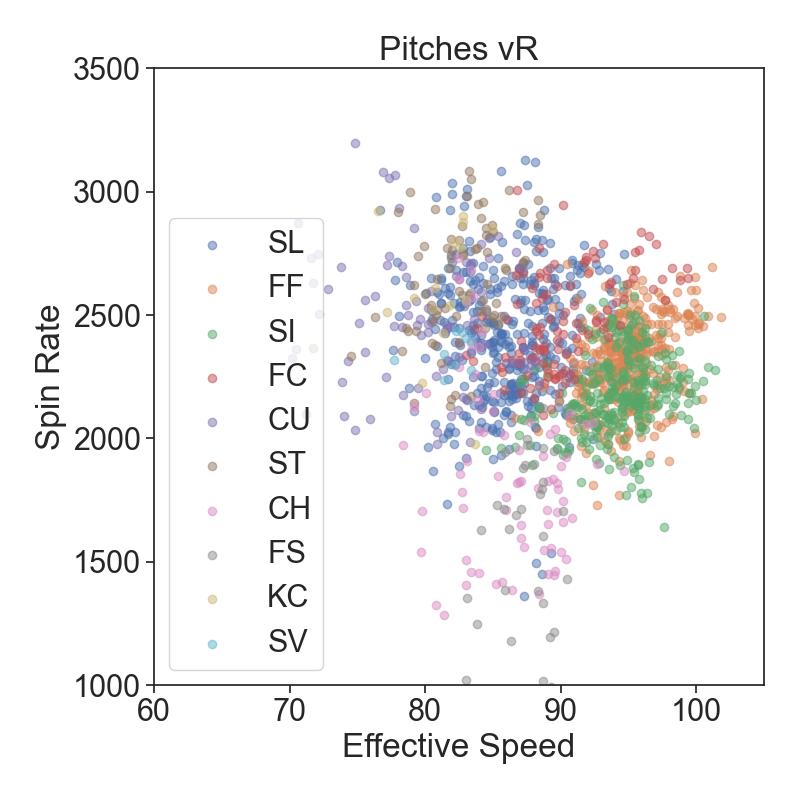 Pitches vR
3500
3000
2500
2000
1500
1000
Spin Rate
SL
FF
SI
FC
CU
ST
CH
FS
KC
SV
60 70 80 90 100
Effective Speed